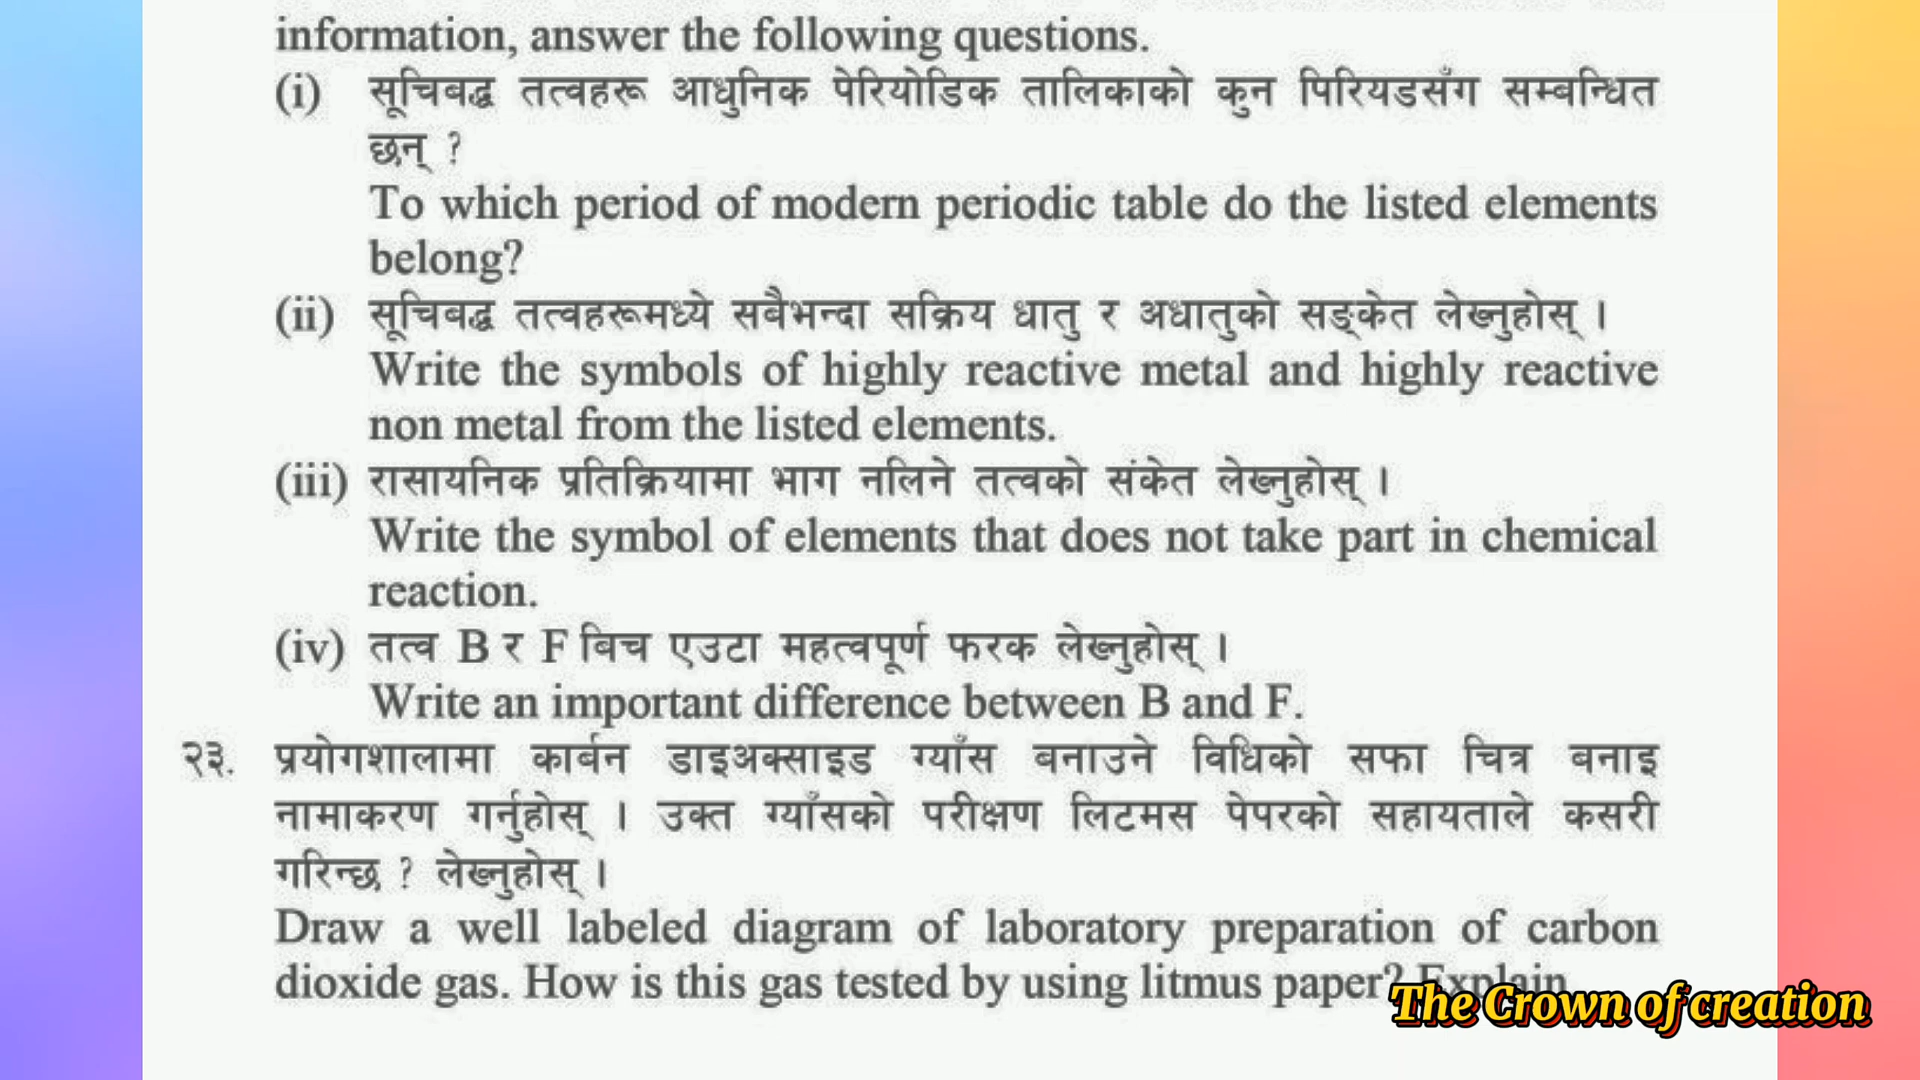 information, answer the following questions.
(i) सूचिबद्ध तत्वहरू आधुनिक पेरियोडिक तालिकाको कुन पिरियडसँग सम्बन्धित
छन् ?
To which period of modern periodic table do the listed elements
belong?
(ii) सूचिबद्ध तत्वहरूमध्ये सबैभन्दा सक्रिय धातु र अधातुको सङ्केत लेख्नुहोस् ।
Write the symbols of highly reactive metal and highly reactive
non metal from the listed elements.
(iii) रासायनिक प्रतिक्रियामा भाग नलिने तत्वको संकेत लेख्नुहोस् ।
Write the symbol of elements that does not take part in chemical
reaction.
(iv) तत्व B र F बिच एउटा महत्वपूर्ण फरक लेख्नुहोस् ।
Write an important difference between B and F.
२३. प्रयोगशालामा कार्बन डाइअक्साइड ग्याँस बनाउने विधिको सफा चित्र बनाइ
नामाकरण गर्नुहोस् । उक्त ग्याँसको परीक्षण लिटमस पेपरको सहायताले कसरी
गरिन्छ ? लेख्नुहोस् ।
Draw a well labeled diagram of laboratory preparation of carbon
dioxide gas. How is this gas tested by using litmus paper? Explain
The Crown of creation